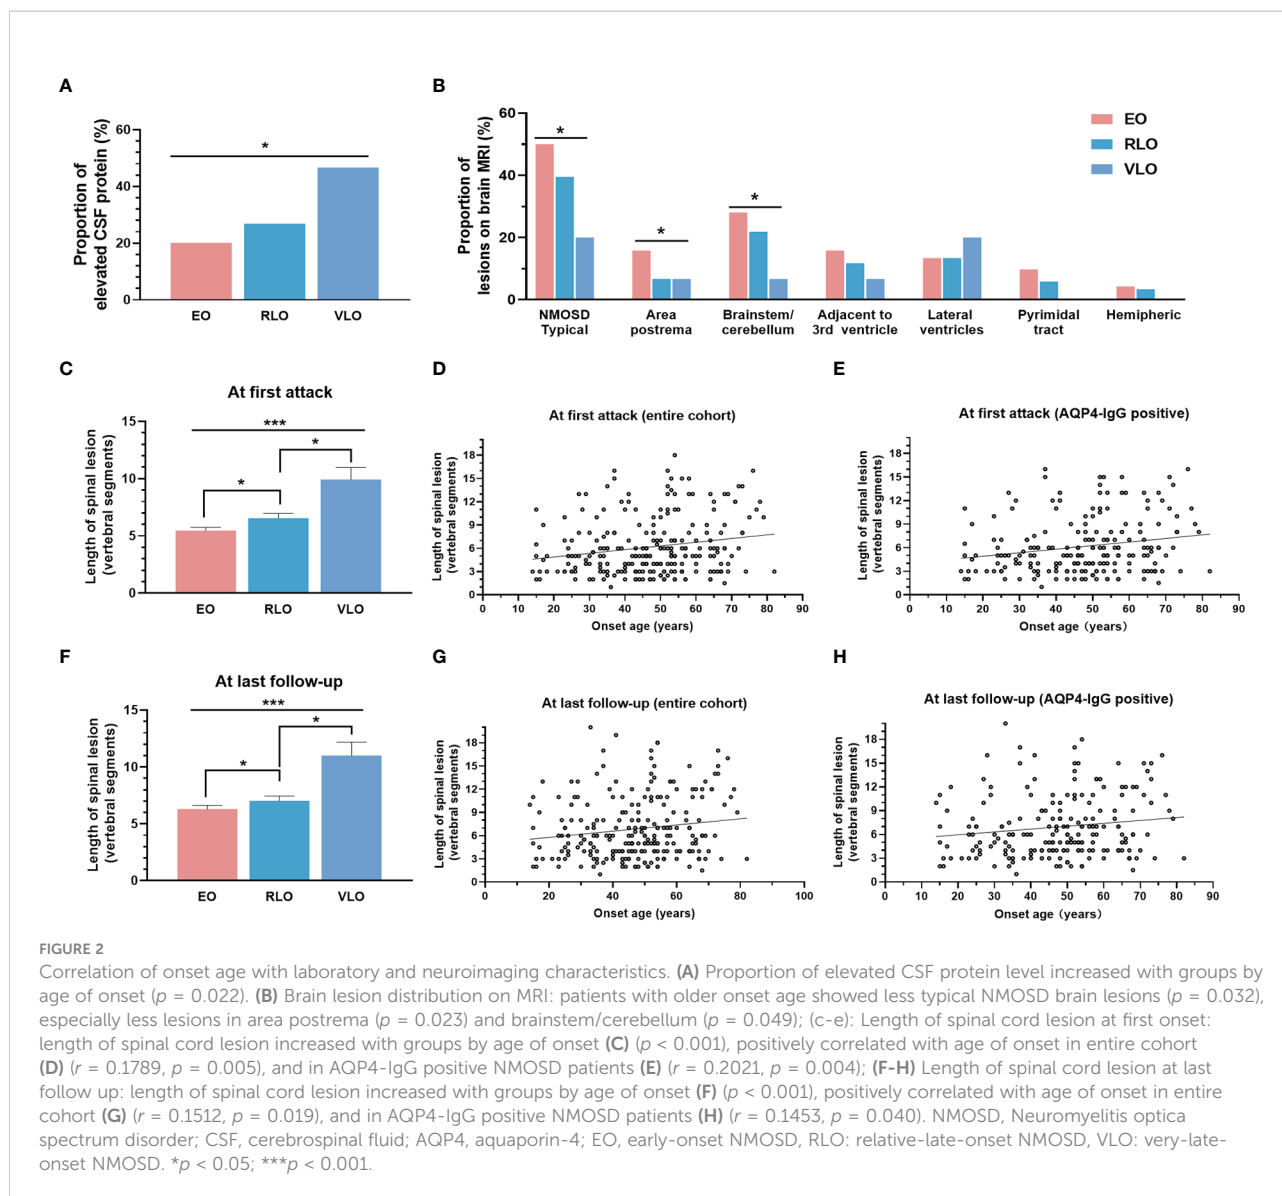 A
Proportion of
elevated CSF protein (%)
60
40
20
0
*
EO
RLO
VLO
B
Proportion of
lesions on brain MRI (%)
60
40
20
0
*
*
*
EO
RLO
VLO
NMOSD
Typical
Area
postrema
Brainstem/
cerebellum
Adjacent to
3rd ventricle
Lateral
ventricles
Pyrimidal
tract
Hemipheric
C
At first attack
Length of spinal lesion
(vertebral segments)
15
10
5
0
***
*
*
EO
RLO
VLO
D
At first attack (entire cohort)
Length of spinal lesion
(vertebral segments)
18
15
12
9
6
3
0
0 10 20 30 40 50 60 70 80 90
Onset age (years)
E
At first attack (AQP4-IgG positive)
Length of spinal lesion
(vertebral segments)
18
15
12
9
6
3
0
0 10 20 30 40 50 60 70 80 90
Onset age (years)
F
At last follow-up
Length of spinal lesion
(vertebral segments)
15
10
5
0
***
*
*
EO
RLO
VLO
G
At last follow-up (entire cohort)
Length of spinal lesion
(vertebral segments)
18
15
12
9
6
3
0
0 20 40 60 80 100
Onset age (years)
H
At last follow-up (AQP4-IgG positive)
Length of spinal lesion
(vertebral segments)
18
15
12
9
6
3
0
0 10 20 30 40 50 60 70 80 90
Onset age (years)
FIGURE 2
Correlation of onset age with laboratory and neuroimaging characteristics. (A) Proportion of elevated CSF protein level increased with groups by
age of onset (p = 0.022). (B) Brain lesion distribution on MRI: patients with older onset age showed less typical NMOSD brain lesions (p = 0.032),
especially less lesions in area postrema (p = 0.023) and brainstem/cerebellum (p = 0.049); (c-e): Length of spinal cord lesion at first onset:
length of spinal cord lesion increased with groups by age of onset (C) (p < 0.001), positively correlated with age of onset in entire cohort
(D) (r = 0.1789, p = 0.005), and in AQP4-IgG positive NMOSD patients (E) (r = 0.2021, p = 0.004); (F-H) Length of spinal cord lesion at last
follow up: length of spinal cord lesion increased with groups by age of onset (F) (p < 0.001), positively correlated with age of onset in entire
cohort (G) (r = 0.1512, p = 0.019), and in AQP4-IgG positive NMOSD patients (H) (r = 0.1453, p = 0.040). NMOSD, Neuromyelitis optica
spectrum disorder; CSF, cerebrospinal fluid; AQP4, aquaporin-4; EO, early-onset NMOSD, RLO: relative-late-onset NMOSD, VLO: very-late-
onset NMOSD. *p < 0.05; ***p < 0.001.